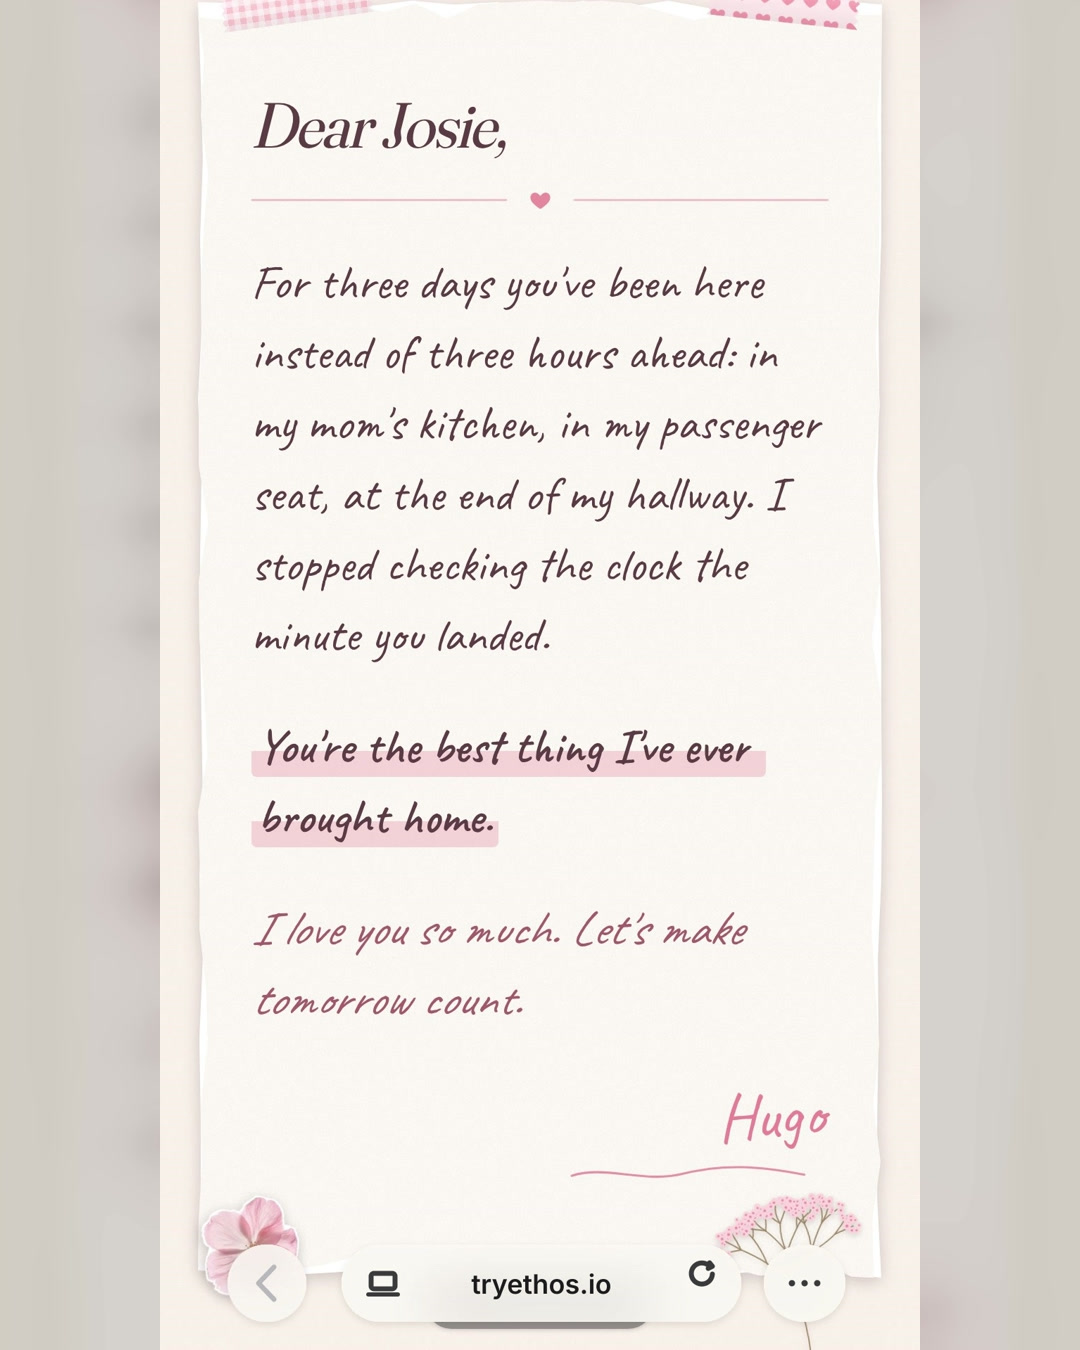 Dear Josie,
For three days you've been here
instead of three hours ahead: in
my mom's kitchen, in my passenger
seat, at the end of my hallway. I
stopped checking the clock the
minute you landed.
You're the best thing I've ever
brought home.
I love you so much. Let's make
tomorrow count.
Hugo
tryethos.io